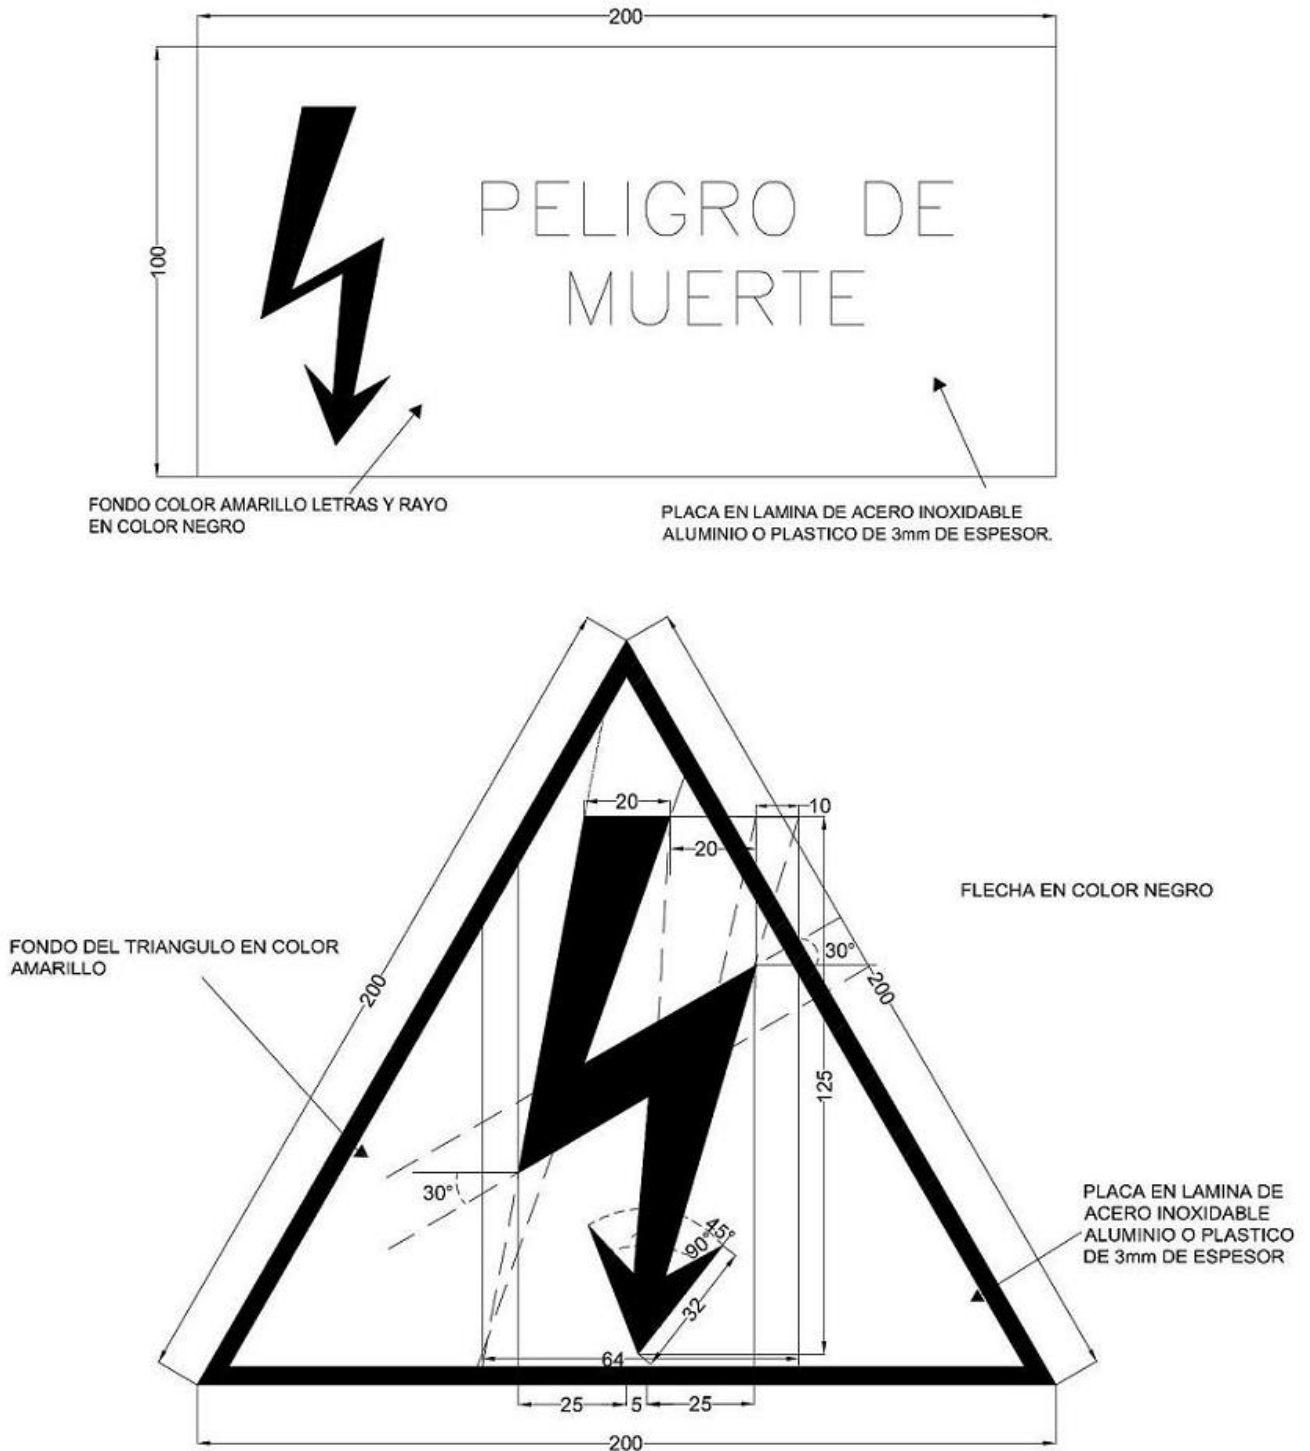 200
100
PELIGRO DE
MUERTE
FONDO COLOR AMARILLO LETRAS Y RAYO
EN COLOR NEGRO
PLACA EN LAMINA DE ACERO INOXIDABLE
ALUMINIO O PLASTICO DE 3mm DE ESPESOR.
20
10
20
FLECHA EN COLOR NEGRO
FONDO DEL TRIANGULO EN COLOR
AMARILLO
200
30°
200
125
30°
45°
90°
32
PLACA EN LAMINA DE
ACERO INOXIDABLE
ALUMINIO O PLASTICO
DE 3mm DE ESPESOR
64
25
5
25
200